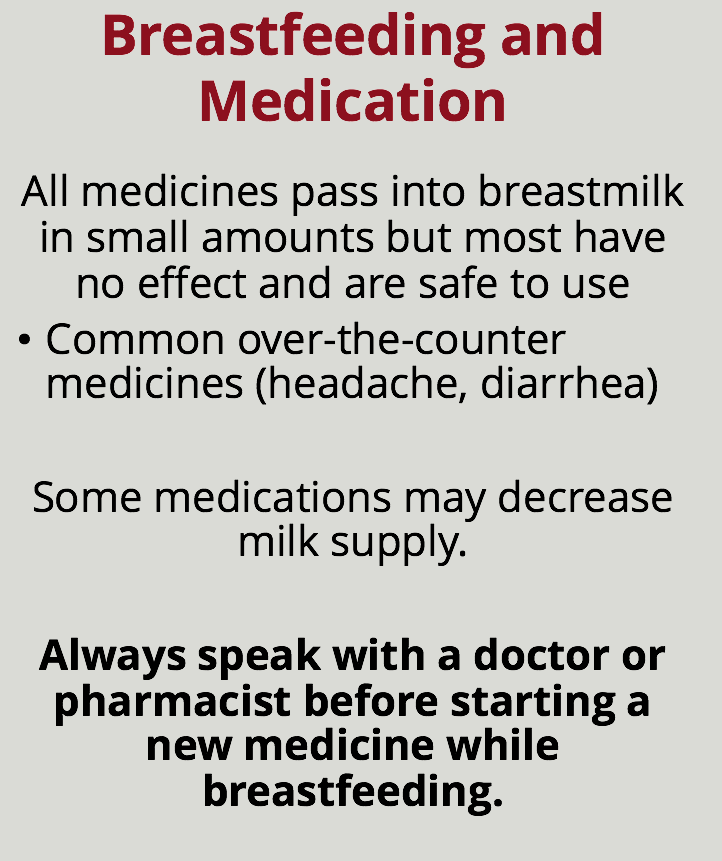 Breastfeeding and
Medication
All medicines pass into breastmilk
in small amounts but most have
no effect and are safe to use
• Common over-the-counter
medicines (headache, diarrhea)
Some medications may decrease
milk supply.
Always speak with a doctor or
pharmacist before starting a
new medicine while
breastfeeding.